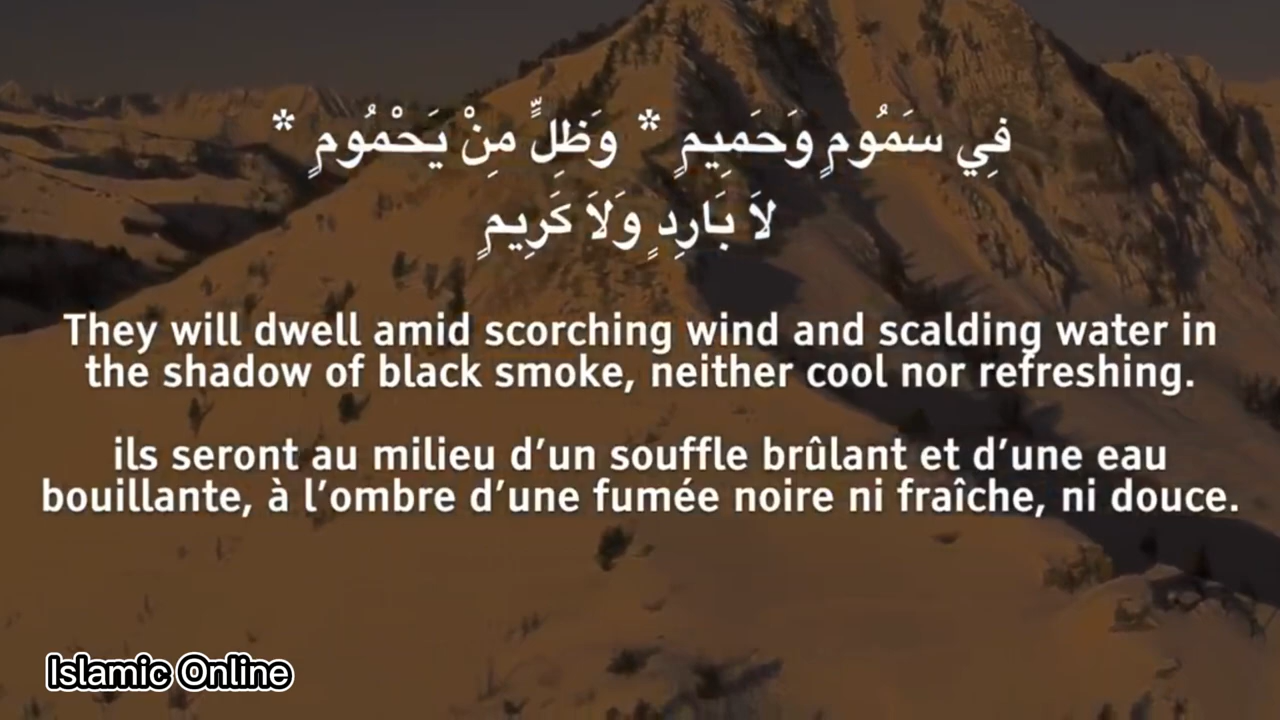 فِي سَمُومٍ وَحَمِيمٍ * وَظِلٍّ مِنْ يَحْمُومٍ *
لَا بَارِدٍ وَلَا كَرِيمٍ
They will dwell amid scorching wind and scalding water in
the shadow of black smoke, neither cool nor refreshing.
ils seront au milieu d’un souffle brûlant et d’une eau
bouillante, à l’ombre d’une fumée noire ni fraîche, ni douce.
Islamic Online